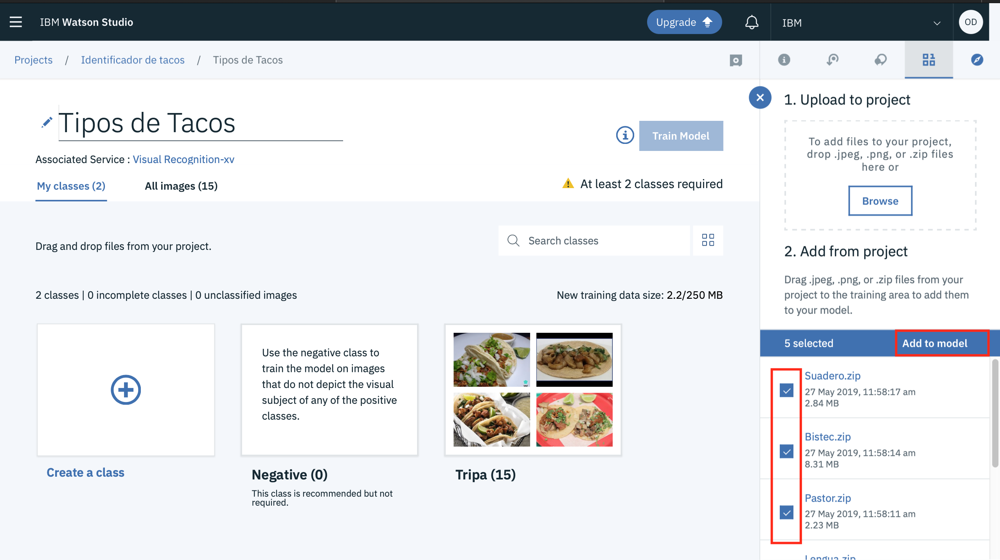 IBM Watson Studio
Upgrade
IBM
OD
Projects / Identificador de tacos / Tipos de Tacos
Tipos de Tacos
Train Model
Associated Service : Visual Recognition-xv
My classes (2)
All images (15)
At least 2 classes required
Drag and drop files from your project.
Search classes
2 classes | 0 incomplete classes | 0 unclassified images
New training data size: 2.2/250 MB
Use the negative class to
train the model on images
that do not depict the visual
subject of any of the positive
classes.
Create a class
Negative (0)
This class is recommended but not
required.
Tripa (15)
1. Upload to project
To add files to your project,
drop .jpeg, .png, or .zip files
here or
Browse
2. Add from project
Drag .jpeg, .png, or .zip files from your
project to the training area to add them
to your model.
5 selected
Add to model
Suadero.zip
27 May 2019, 11:58:17 am
2.84 MB
Bistec.zip
27 May 2019, 11:58:14 am
8.31 MB
Pastor.zip
27 May 2019, 11:58:11 am
2.23 MB
Lengua.zip